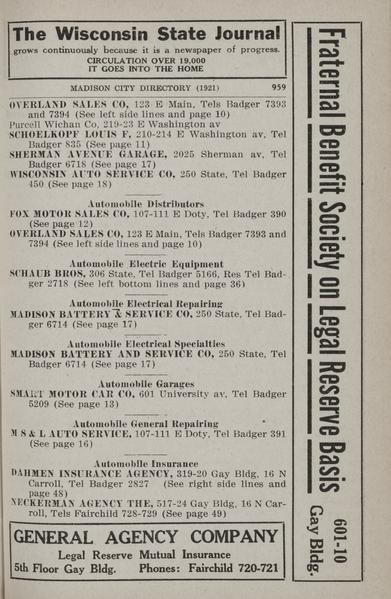 The Wisconsin State Journal
grows continuously because it is a newspaper of progress.
CIRCULATION OVER 19,000
IT GOES INTO THE HOME
MADISON CITY DIRECTORY (1921) 959
OVERLAND SALES CO, 123 E Main, Tels Badger 7393
and 7394 (See left side lines and page 10)
Purcell Wichan Co, 219-23 E Washington av
SCHOELKOPF LOUIS F, 210-214 E Washington av, Tel
Badger 835 (See page 11)
SHERMAN AVENUE GARAGE, 2025 Sherman av, Tel
Badger 6718 (See page 17)
WISCONSIN AUTO SERVICE CO, 250 State, Tel Badger
450 (See page 18)
Automobile Distributors
FOX MOTOR SALES CO, 107-111 E Doty, Tel Badger 390
(See page 12)
OVERLAND SALES CO, 123 E Main, Tels Badger 7393 and
7394 (See left side lines and page 10)
Automobile Electric Equipment
SCHAUB BROS, 306 State, Tel Badger 5166, Res Tel Bad-
ger 2718 (See left bottom lines and page 36)
Automobile Electrical Repairing
MADISON BATTERY & SERVICE CO, 250 State, Tel Bad-
ger 6714 (See page 17)
Automobile Electrical Specialties
MADISON BATTERY AND SERVICE CO, 250 State, Tel
Badger 6714 (See page 17)
Automobile Garages
SMART MOTOR CAR CO, 601 University av, Tel Badger
5209 (See page 13)
Automobile General Repairing
M S & L AUTO SERVICE, 107-111 E Doty, Tel Badger 391
(See page 16)
Automobile Insurance
DAHMEN INSURANCE AGENCY, 319-20 Gay Bldg, 16 N
Carroll, Tel Badger 2827 (See right side lines and
page 48)
NECKERMAN AGENCY THE, 517-24 Gay Bldg, 16 N Car-
roll, Tels Fairchild 728-729 (See page 49)
GENERAL AGENCY COMPANY
Legal Reserve Mutual Insurance
5th Floor Gay Bldg. Phones: Fairchild 720-721
Fraternal Benefit Society on Legal Reserve Basis
601-10
Gay Bldg.